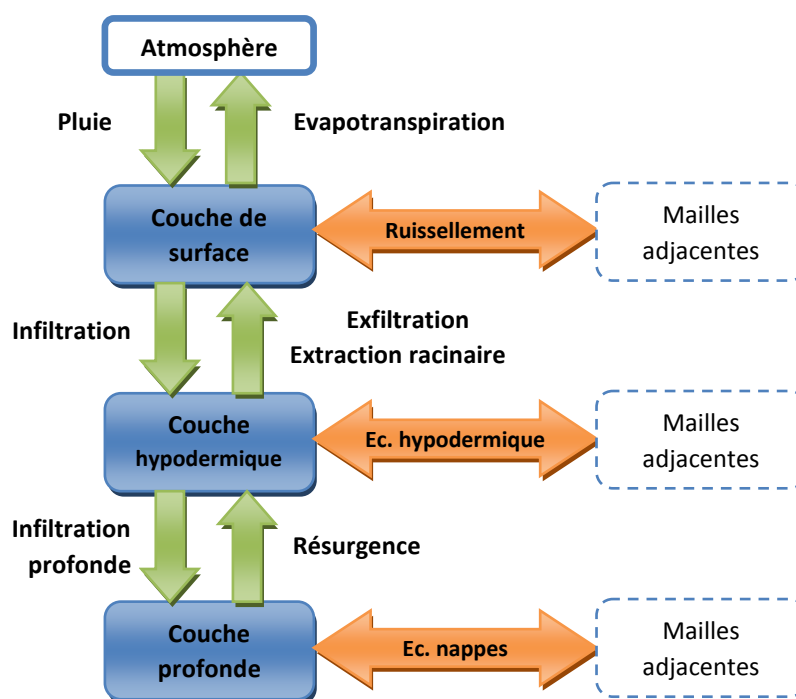 Atmosphère
Pluie
Evapotranspiration
Couche de
surface
Ruissellement
Mailles
adjacentes
Infiltration
Exfiltration
Extraction racinaire
Couche
hypodermique
Ec. hypodermique
Mailles
adjacentes
Infiltration
profonde
Résurgence
Couche
profonde
Ec. nappes
Mailles
adjacentes